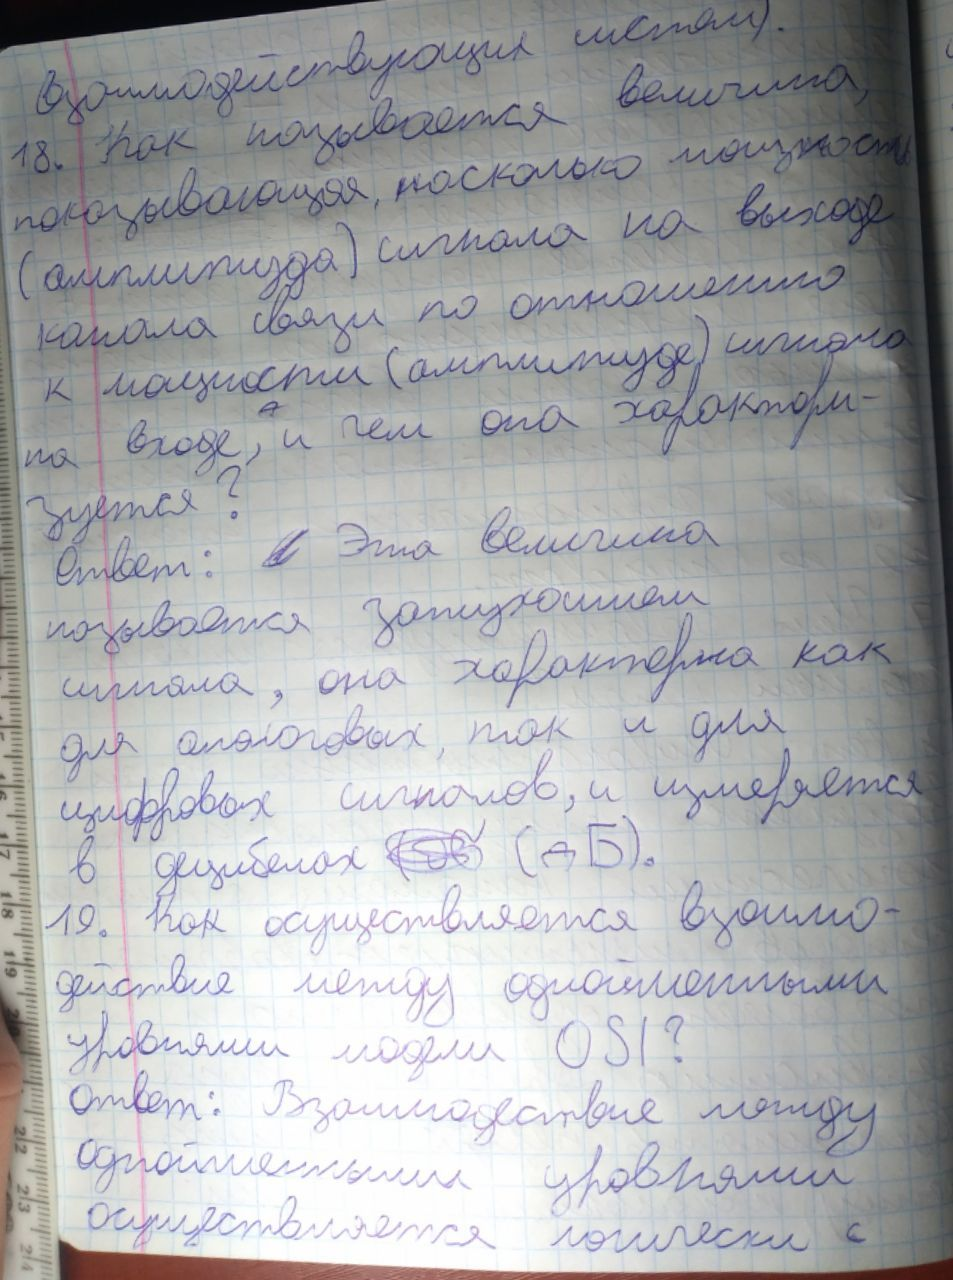 взаимодействующих систем).
18. Как называется величина,
показывающая, насколько мощность
(амплитуда) сигнала на выходе
канала связи по отношению
к мощности (амплитуде) сигнала
на входе, и чем она характери-
зуется?
Ответ: Эта величина
называется затуханием
сигнала, она характерна как
для аналоговых, так и для
цифровых сигналов, и измеряется
в децибелах (дБ).
19. Как осуществляется взаимо-
действие между одноимёнными
уровнями модели OSI?
Ответ: Взаимодествие между
одноимёнными уровнями
осуществляется логически с